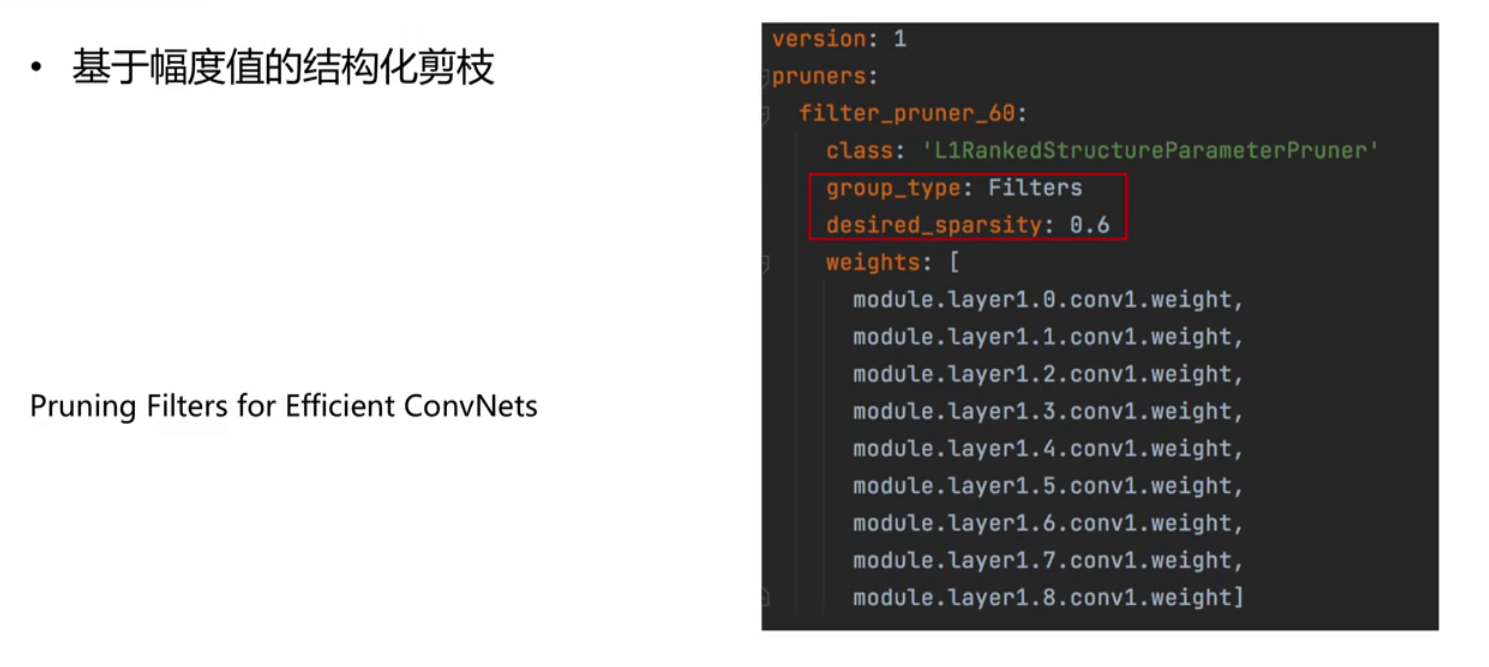 • 基于幅度值的结构化剪枝
Pruning Filters for Efficient ConvNets
version: 1
pruners:
filter_pruner_60:
class: 'L1RankedStructureParameterPruner'
group_type: Filters
desired_sparsity: 0.6
weights: [
module.layer1.0.conv1.weight,
module.layer1.1.conv1.weight,
module.layer1.2.conv1.weight,
module.layer1.3.conv1.weight,
module.layer1.4.conv1.weight,
module.layer1.5.conv1.weight,
module.layer1.6.conv1.weight,
module.layer1.7.conv1.weight,
module.layer1.8.conv1.weight]